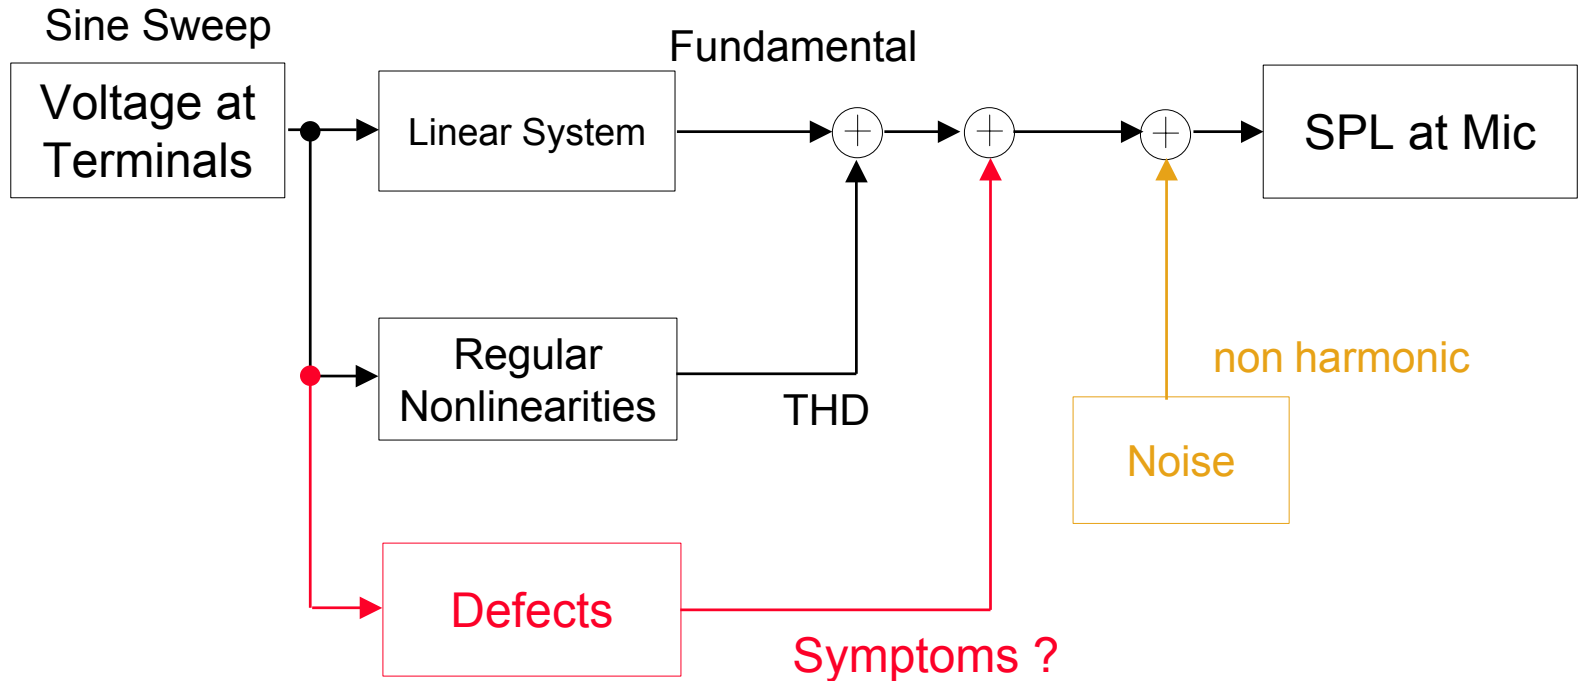 Sine Sweep
Fundamental
Voltage at
Terminals
Linear System
SPL at Mic
Regular
Nonlinearities
THD
non harmonic
Noise
Defects
Symptoms ?